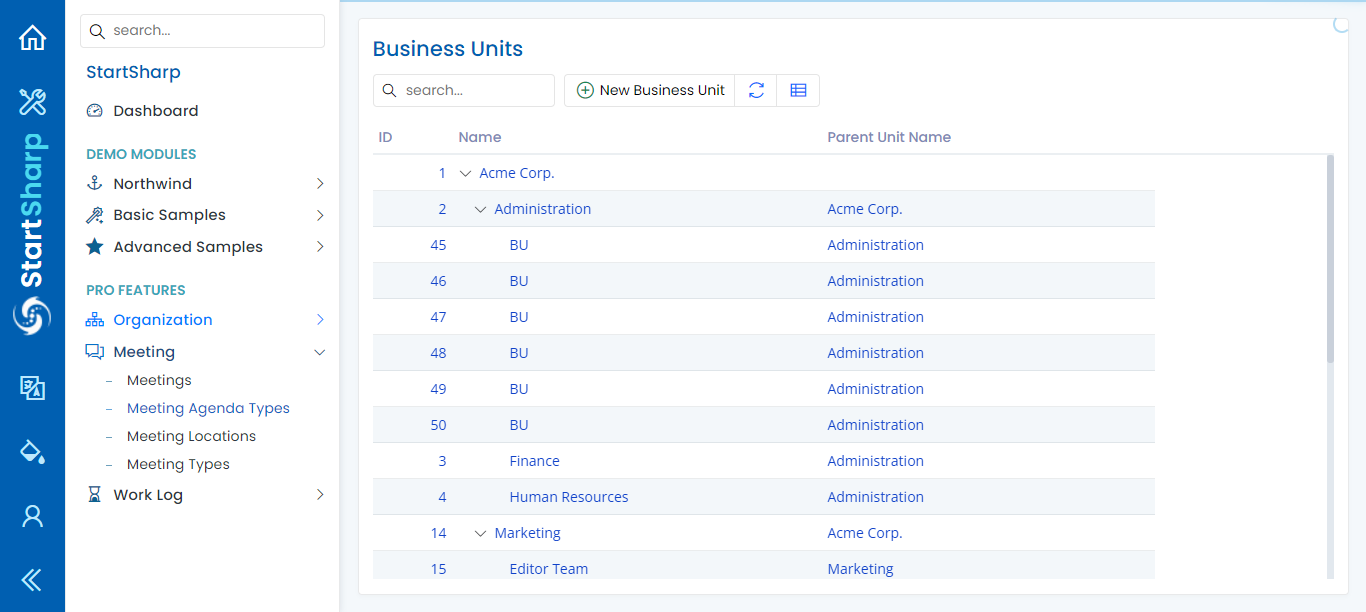 StartSharp
search...
StartSharp
Dashboard
DEMO MODULES
Northwind
Basic Samples
Advanced Samples
PRO FEATURES
Organization
Meeting
Meetings
Meeting Agenda Types
Meeting Locations
Meeting Types
Work Log
Business Units
search... New Business Unit
ID Name Parent Unit Name
1 Acme Corp.
2 Administration Acme Corp.
45 BU Administration
46 BU Administration
47 BU Administration
48 BU Administration
49 BU Administration
50 BU Administration
3 Finance Administration
4 Human Resources Administration
14 Marketing Acme Corp.
15 Editor Team Marketing